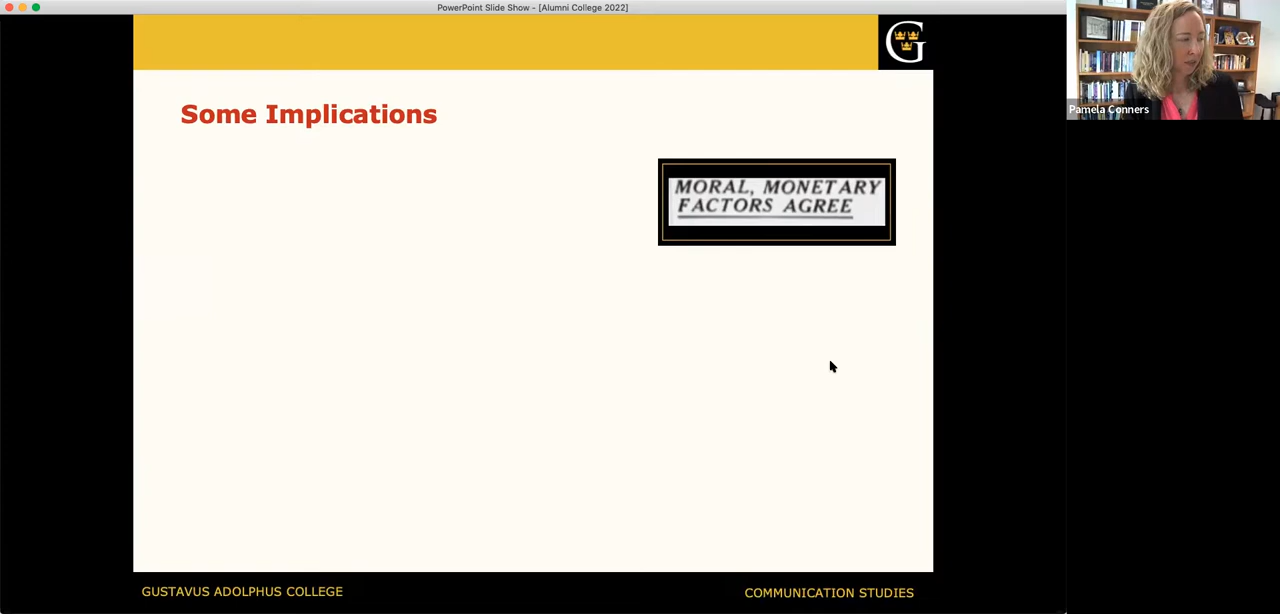 PowerPoint Slide Show - [Alumni College 2022]
G
Pamela Conners
Some Implications
MORAL, MONETARY
FACTORS AGREE
GUSTAVUS ADOLPHUS COLLEGE
COMMUNICATION STUDIES